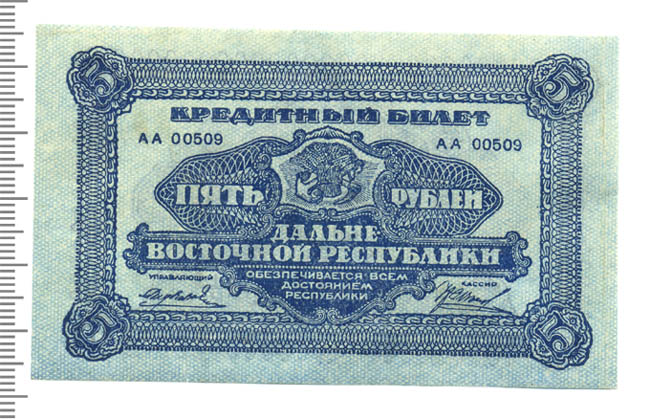 5 5
КРЕДИТНЫЙ БИЛЕТ
АА 00509 АА 00509
ПЯТЬ РУБЛЕЙ
ДАЛЬНЕ
ВОСТОЧНОЙ РЕСПУБЛИКИ
УПРАВЛЯЮЩИЙ ОБЕСПЕЧИВАЕТСЯ ВСЕМ КАССИР
ДОСТОЯНИЕМ
РЕСПУБЛИКИ
5 5